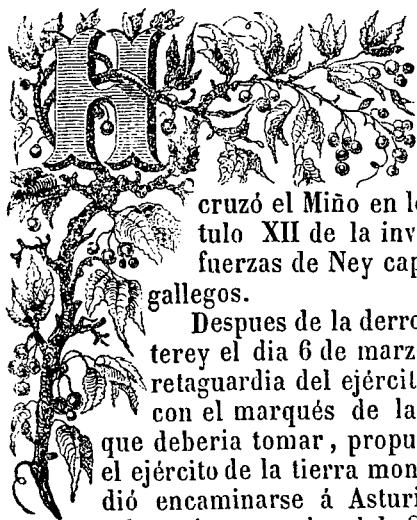 H
cruzó el Miño en l
tulo XII de la inv
fuerzas de Ney cap
gallegos.
Despues de la derro
terey el dia 6 de marz
retaguardia del ejércit
con el marqués de la
que deberia tomar, propu
el ejército de la tierra mon
dió encaminarse á Asturi